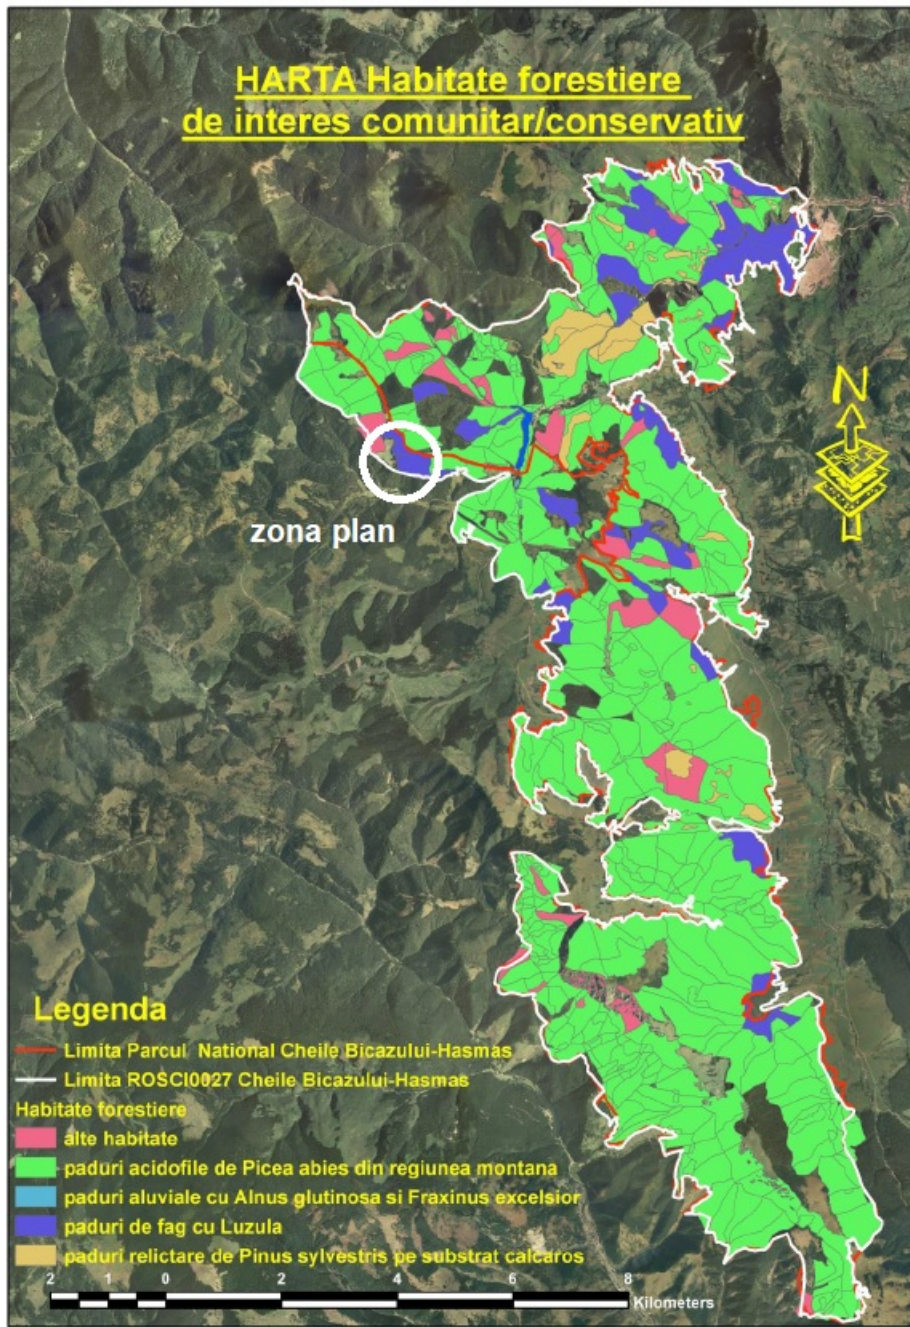 HARTA Habitate forestiere
de interes comunitar/conservativ
N
zona plan
Legenda
Limita Parcul National Cheile Bicazului-Hasmas
Limita ROSCI0027 Cheile Bicazului-Hasmas
Habitate forestiere
alte habitate
paduri acidofile de Picea abies din regiunea montana
paduri aluviale cu Alnus glutinosa si Fraxinus excelsior
paduri de fag cu Luzula
paduri relictare de Pinus sylvestris pe substrat calcaros
2 0 2 4 6 8
Kilometers